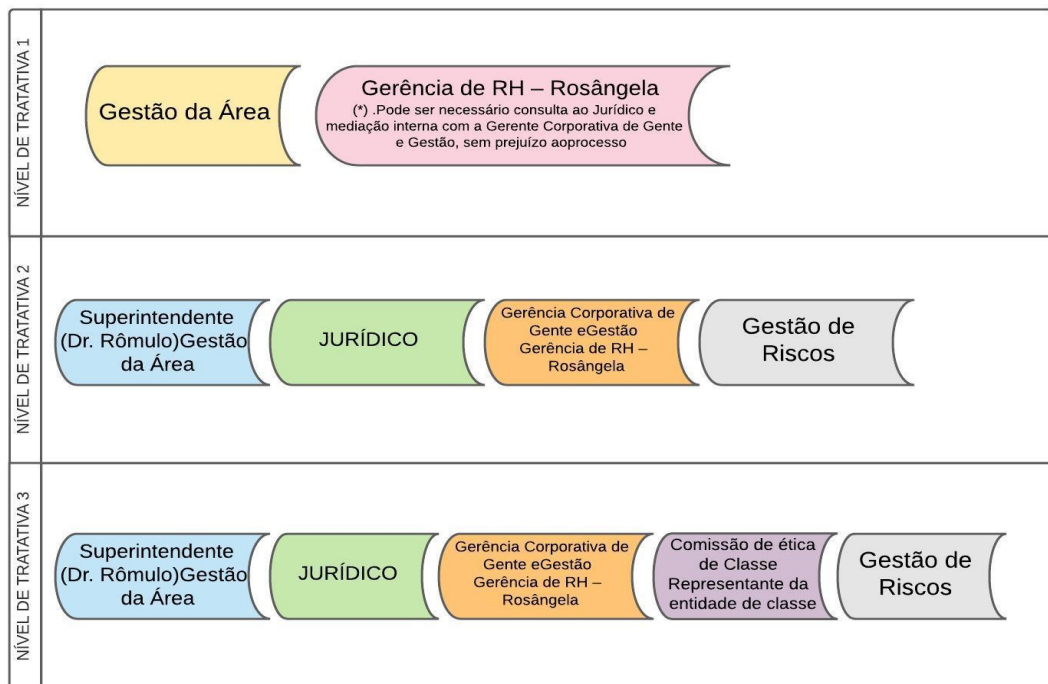 NÍVEL DE TRATATIVA 1
Gestão da Área
Gerência de RH – Rosângela
(*) .Pode ser necessário consulta ao Jurídico e
mediação interna com a Gerente Corporativa de Gente
e Gestão, sem prejuízo aoprocesso
NÍVEL DE TRATATIVA 2
Superintendente
(Dr. Rômulo)Gestão
da Área
JURÍDICO
Gerência Corporativa de
Gente eGestão
Gerência de RH –
Rosângela
Gestão de
Riscos
NÍVEL DE TRATATIVA 3
Superintendente
(Dr. Rômulo)Gestão
da Área
JURÍDICO
Gerência Corporativa de
Gente eGestão
Gerência de RH –
Rosângela
Comissão de ética
de Classe
Representante da
entidade de classe
Gestão de
Riscos